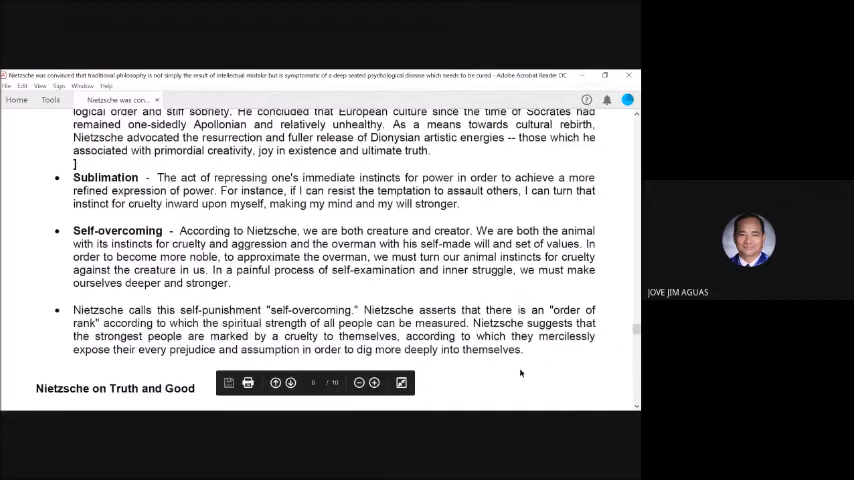 Nietzsche was convinced that traditional philosophy is not simply the result of intellectual mistake but is symptomatic of a deep seated psychological disease which needs to be cured - Adobe Acrobat Reader DC
File Edit View Sign Window Help
Home Tools Nietzsche was con... ×
logical order and stiff sobriety. He concluded that European culture since the time of Socrates had
remained one-sidedly Apollonian and relatively unhealthy. As a means towards cultural rebirth,
Nietzsche advocated the resurrection and fuller release of Dionysian artistic energies -- those which he
associated with primordial creativity, joy in existence and ultimate truth.
]
• Sublimation - The act of repressing one's immediate instincts for power in order to achieve a more
refined expression of power. For instance, if I can resist the temptation to assault others, I can turn that
instinct for cruelty inward upon myself, making my mind and my will stronger.
• Self-overcoming - According to Nietzsche, we are both creature and creator. We are both the animal
with its instincts for cruelty and aggression and the overman with his self-made will and set of values. In
order to become more noble, to approximate the overman, we must turn our animal instincts for cruelty
against the creature in us. In a painful process of self-examination and inner struggle, we must make
ourselves deeper and stronger.
• Nietzsche calls this self-punishment "self-overcoming." Nietzsche asserts that there is an "order of
rank" according to which the spiritual strength of all people can be measured. Nietzsche suggests that
the strongest people are marked by a cruelty to themselves, according to which they mercilessly
expose their every prejudice and assumption in order to dig more deeply into themselves.
8 / 10
Nietzsche on Truth and Good
JOVE JIM AGUAS